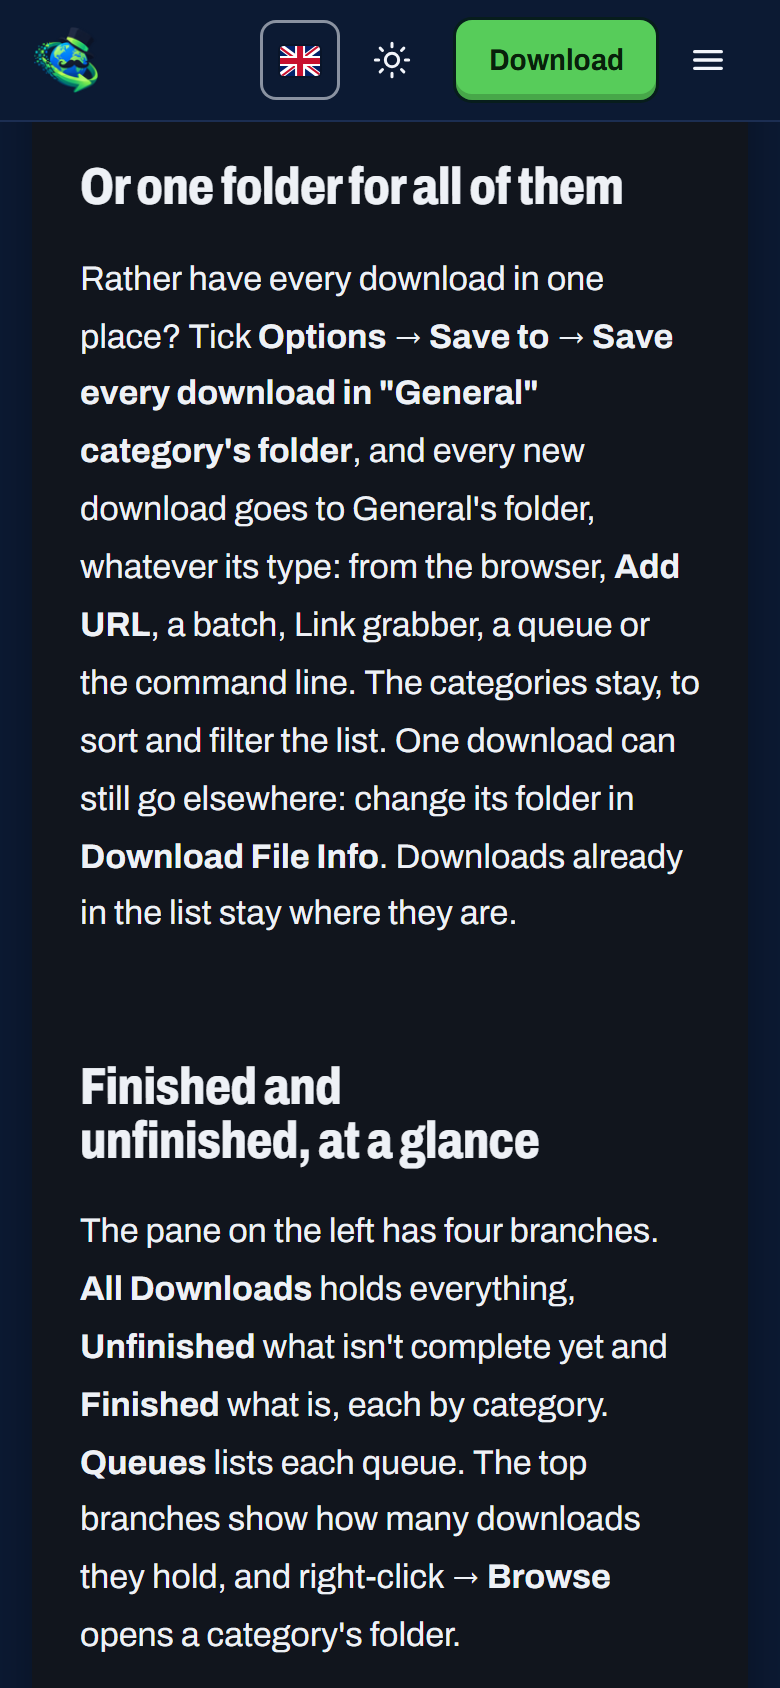 Download
Or one folder for all of them
Rather have every download in one
place? Tick Options → Save to → Save
every download in "General"
category's folder, and every new
download goes to General's folder,
whatever its type: from the browser, Add
URL, a batch, Link grabber, a queue or
the command line. The categories stay, to
sort and filter the list. One download can
still go elsewhere: change its folder in
Download File Info. Downloads already
in the list stay where they are.
Finished and
unfinished, at a glance
The pane on the left has four branches.
All Downloads holds everything,
Unfinished what isn't complete yet and
Finished what is, each by category.
Queues lists each queue. The top
branches show how many downloads
they hold, and right-click → Browse
opens a category's folder.